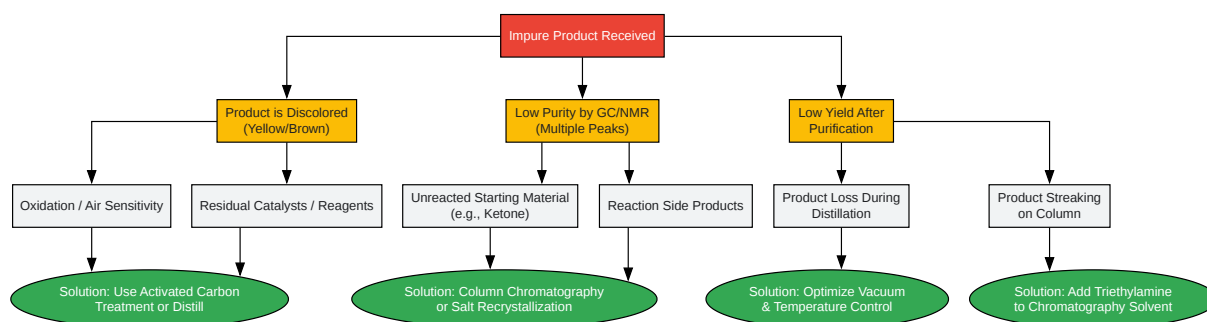 Impure Product Received
Product is Discolored
(Yellow/Brown)
Low Purity by GC/NMR
(Multiple Peaks)
Low Yield After
Purification
Oxidation / Air Sensitivity
Residual Catalysts / Reagents
Unreacted Starting Material
(e.g., Ketone)
Reaction Side Products
Product Loss During
Distillation
Product Streaking
on Column
Solution: Use Activated Carbon
Treatment or Distill
Solution: Column Chromatography
or Salt Recrystallization
Solution: Optimize Vacuum
& Temperature Control
Solution: Add Triethylamine
to Chromatography Solvent